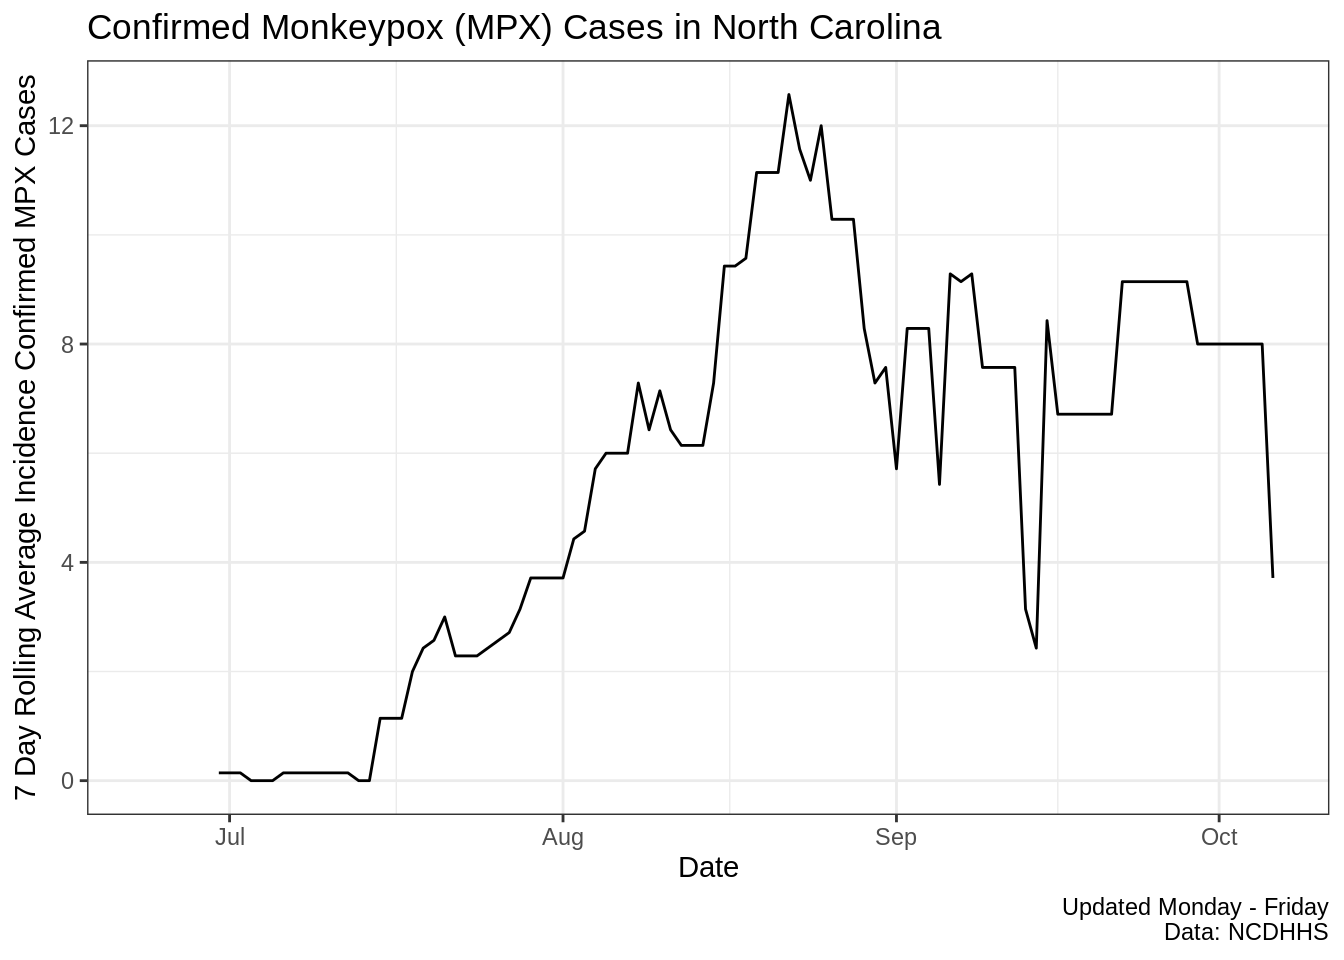 Confirmed Monkeypox (MPX) Cases in North Carolina
7 Day Rolling Average Incidence Confirmed MPX Cases
12
8
4
0
Jul Aug Sep Oct
Date
Updated Monday - Friday
Data: NCDHHS